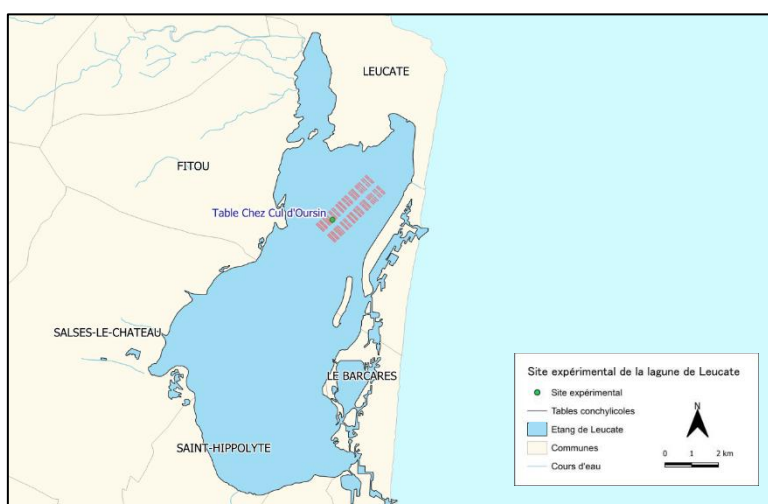 LEUCATE
FITOU
Table Chez Cul d'Oursin
SALSES-LE-CHATEAU
LE BARCARES
SAINT-HIPPOLYTE
Site expérimental de la lagune de Leucate
Site expérimental
Tables conchylicoles
Etang de Leucate
Communes
Cours d'eau
N
0 1 2 km